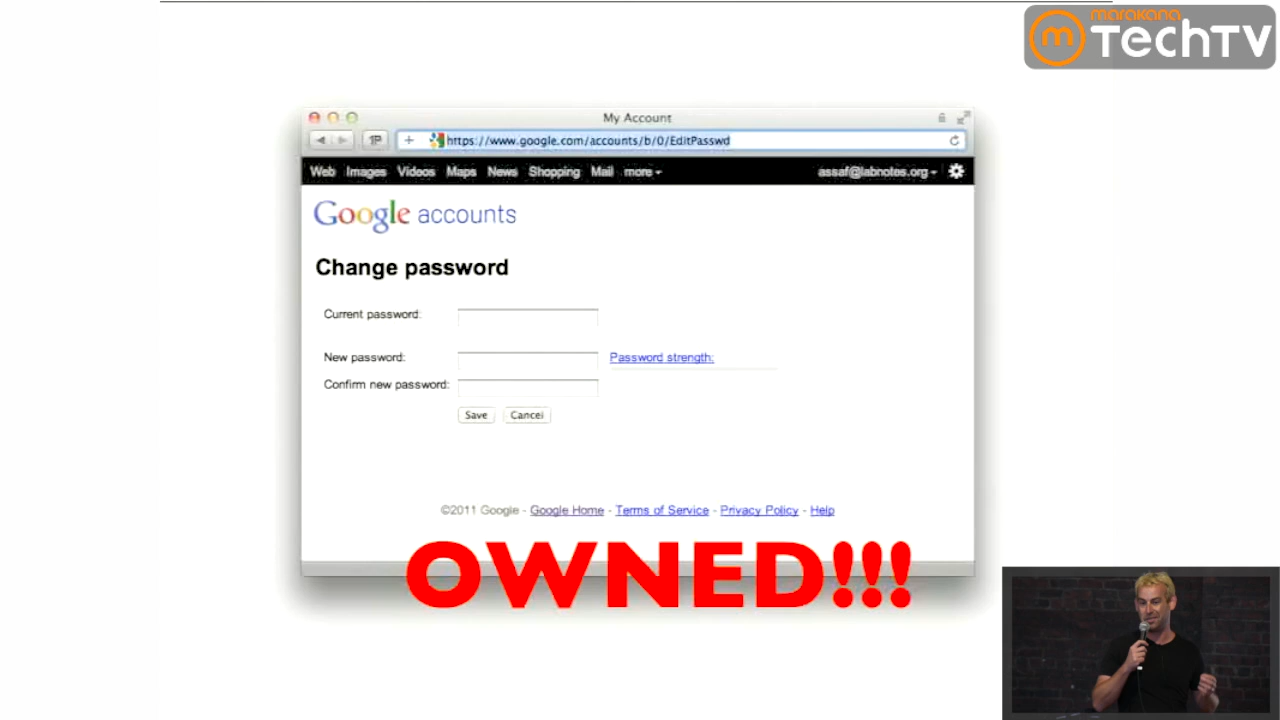 marakana
m TechTV
My Account
1P
+
https://www.google.com/accounts/b/0/EditPasswd
Web Images Videos Maps News Shopping Mail more
assaf@labnotes.org
Google accounts
Change password
Current password:
New password:
Password strength:
Confirm new password:
Save Cancel
©2011 Google - Google Home - Terms of Service - Privacy Policy - Help
OWNED!!!